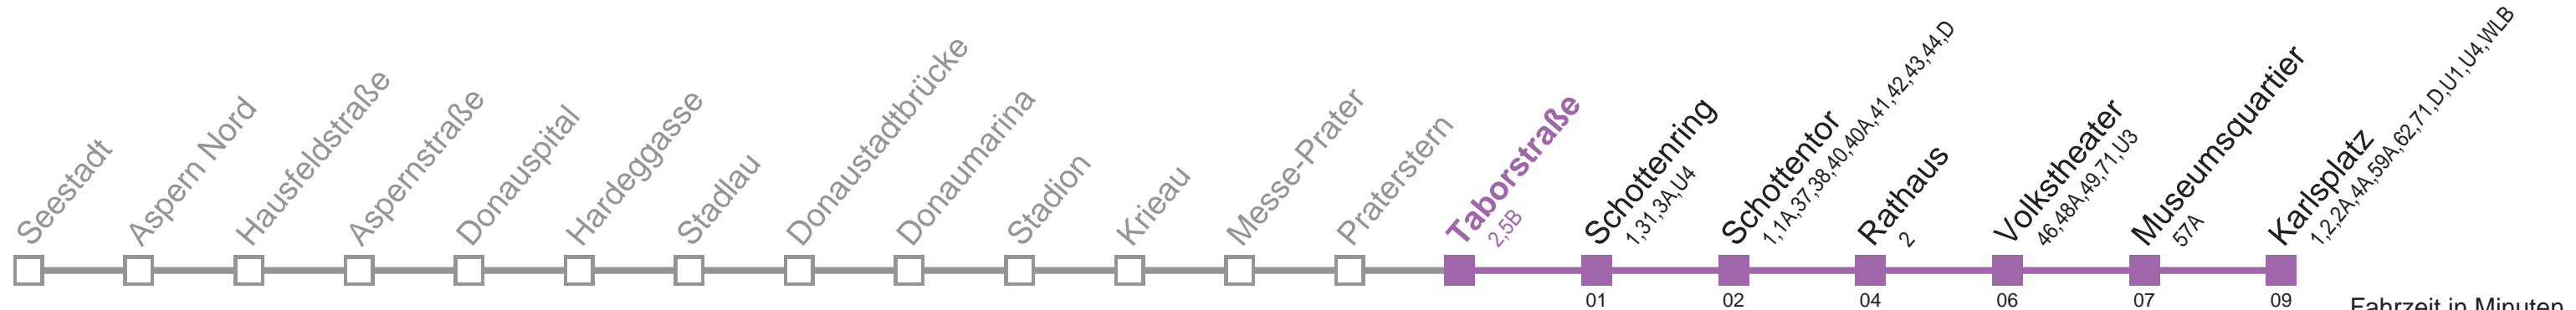 Seestadt
Aspern Nord
Hausfeldstraße
Aspernstraße
Donauspital
Hardeggasse
Stadlau
Donaustadtbrücke
Donaumarina
Stadion
Krieau
Messe-Prater
Praterstern
Taborstraße
2,5B
Schottenring
1,31,3A,U4
Schottentor
1,1A,37,38,40,40A,41,42,43,44,D
Rathaus
2
Volkstheater
46,48A,49,71,U3
Museumsquartier
57A
Karlsplatz
1,2,2A,4A,59A,62,71,D,U1,U4,WLB
01
02
04
06
07
09
Fahrzeit in Minuten